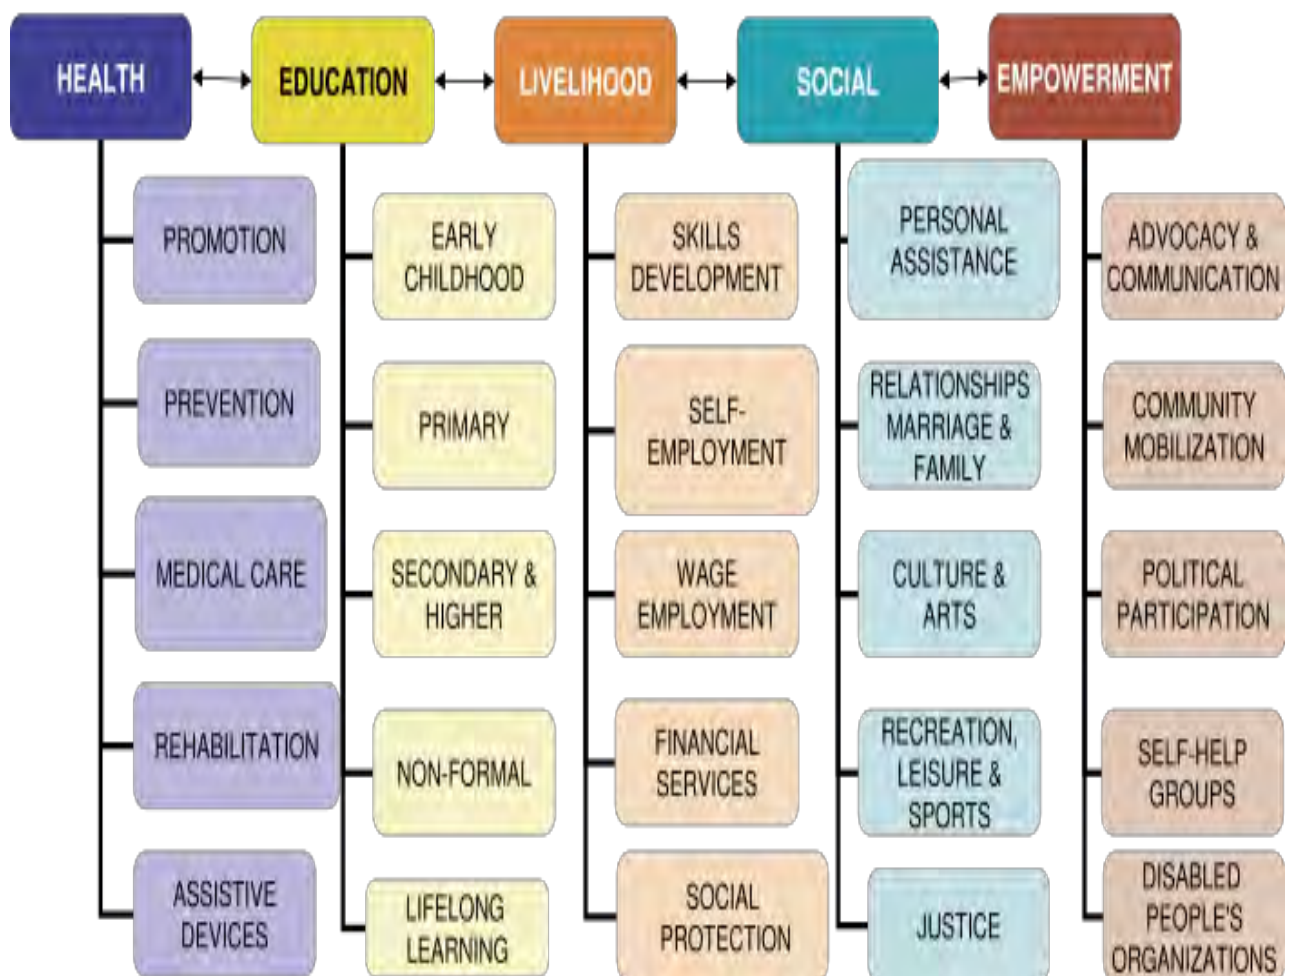 HEALTH
EDUCATION
LIVELIHOOD
SOCIAL
EMPOWERMENT
PROMOTION
PREVENTION
MEDICAL CARE
REHABILITATION
ASSISTIVE
DEVICES
EARLY
CHILDHOOD
PRIMARY
SECONDARY &
HIGHER
NON-FORMAL
LIFELONG
LEARNING
SKILLS
DEVELOPMENT
SELF-
EMPLOYMENT
WAGE
EMPLOYMENT
FINANCIAL
SERVICES
SOCIAL
PROTECTION
PERSONAL
ASSISTANCE
RELATIONSHIPS
MARRIAGE &
FAMILY
CULTURE &
ARTS
RECREATION,
LEISURE &
SPORTS
JUSTICE
ADVOCACY &
COMMUNICATION
COMMUNITY
MOBILIZATION
POLITICAL
PARTICIPATION
SELF-HELP
GROUPS
DISABLED
PEOPLE'S
ORGANIZATIONS